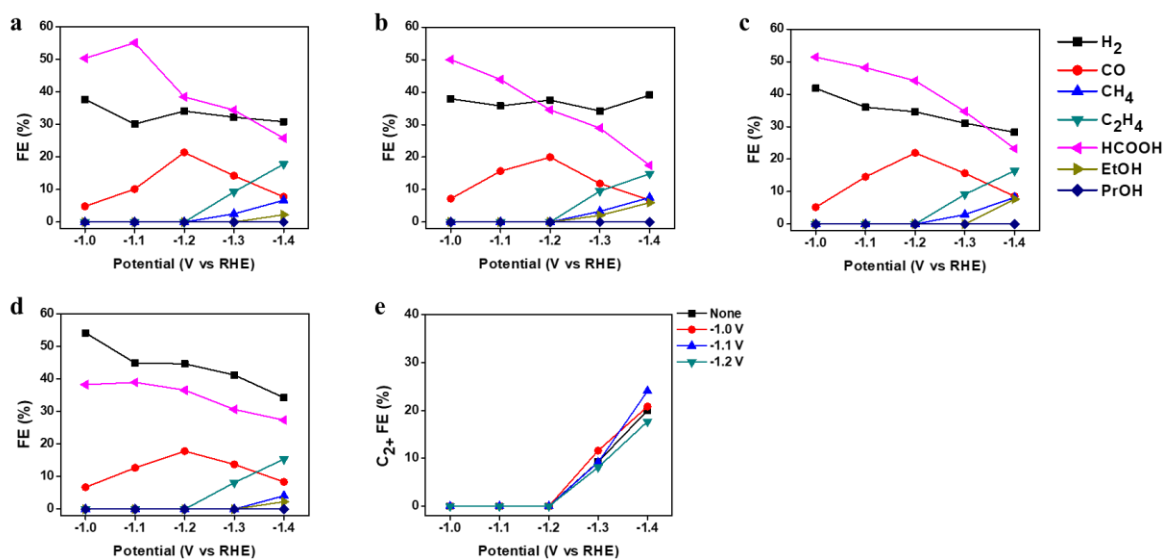 a
60
50
40
30
20
10
0
FE (%)
-1.0 -1.1 -1.2 -1.3 -1.4
Potential (V vs RHE)
b
60
50
40
30
20
10
0
FE (%)
-1.0 -1.1 -1.2 -1.3 -1.4
Potential (V vs RHE)
c
60
50
40
30
20
10
0
FE (%)
-1.0 -1.1 -1.2 -1.3 -1.4
Potential (V vs RHE)
H2
CO
CH4
C2H4
HCOOH
EtOH
PrOH
d
60
50
40
30
20
10
0
FE (%)
-1.0 -1.1 -1.2 -1.3 -1.4
Potential (V vs RHE)
e
40
30
20
10
0
C2+ FE (%)
-1.0 -1.1 -1.2 -1.3 -1.4
Potential (V vs RHE)
None
-1.0 V
-1.1 V
-1.2 V